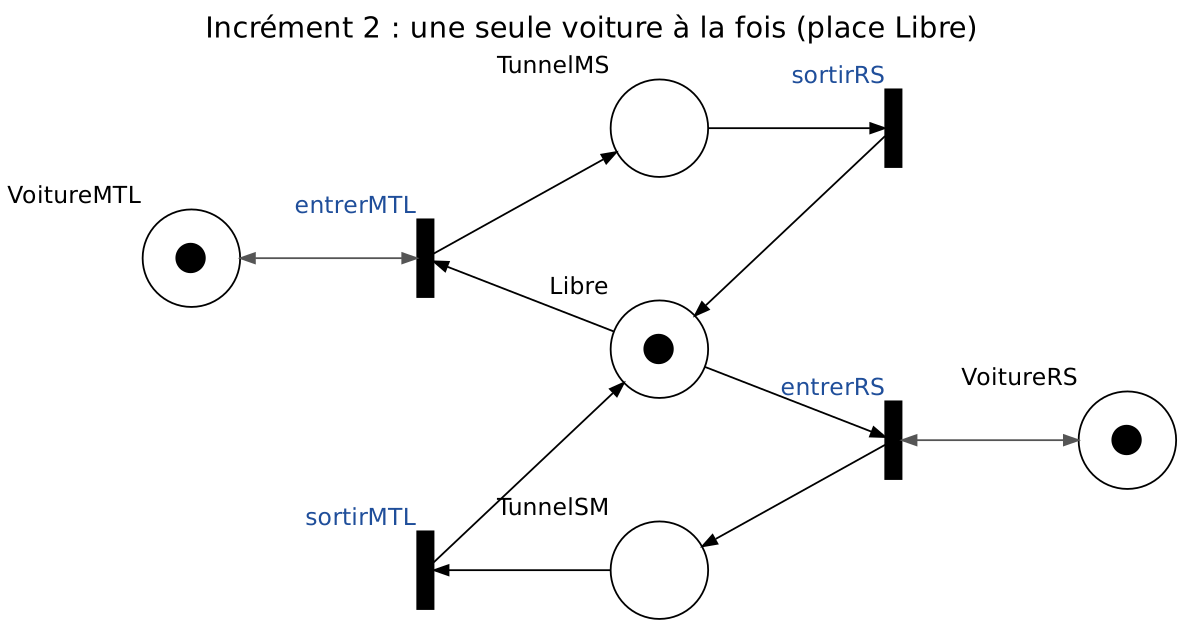 Incrément 2 : une seule voiture à la fois (place Libre)
TunnelMS
sortirRS
VoitureMTL
entrerMTL
Libre
VoitureRS
entrerRS
TunnelSM
sortirMTL